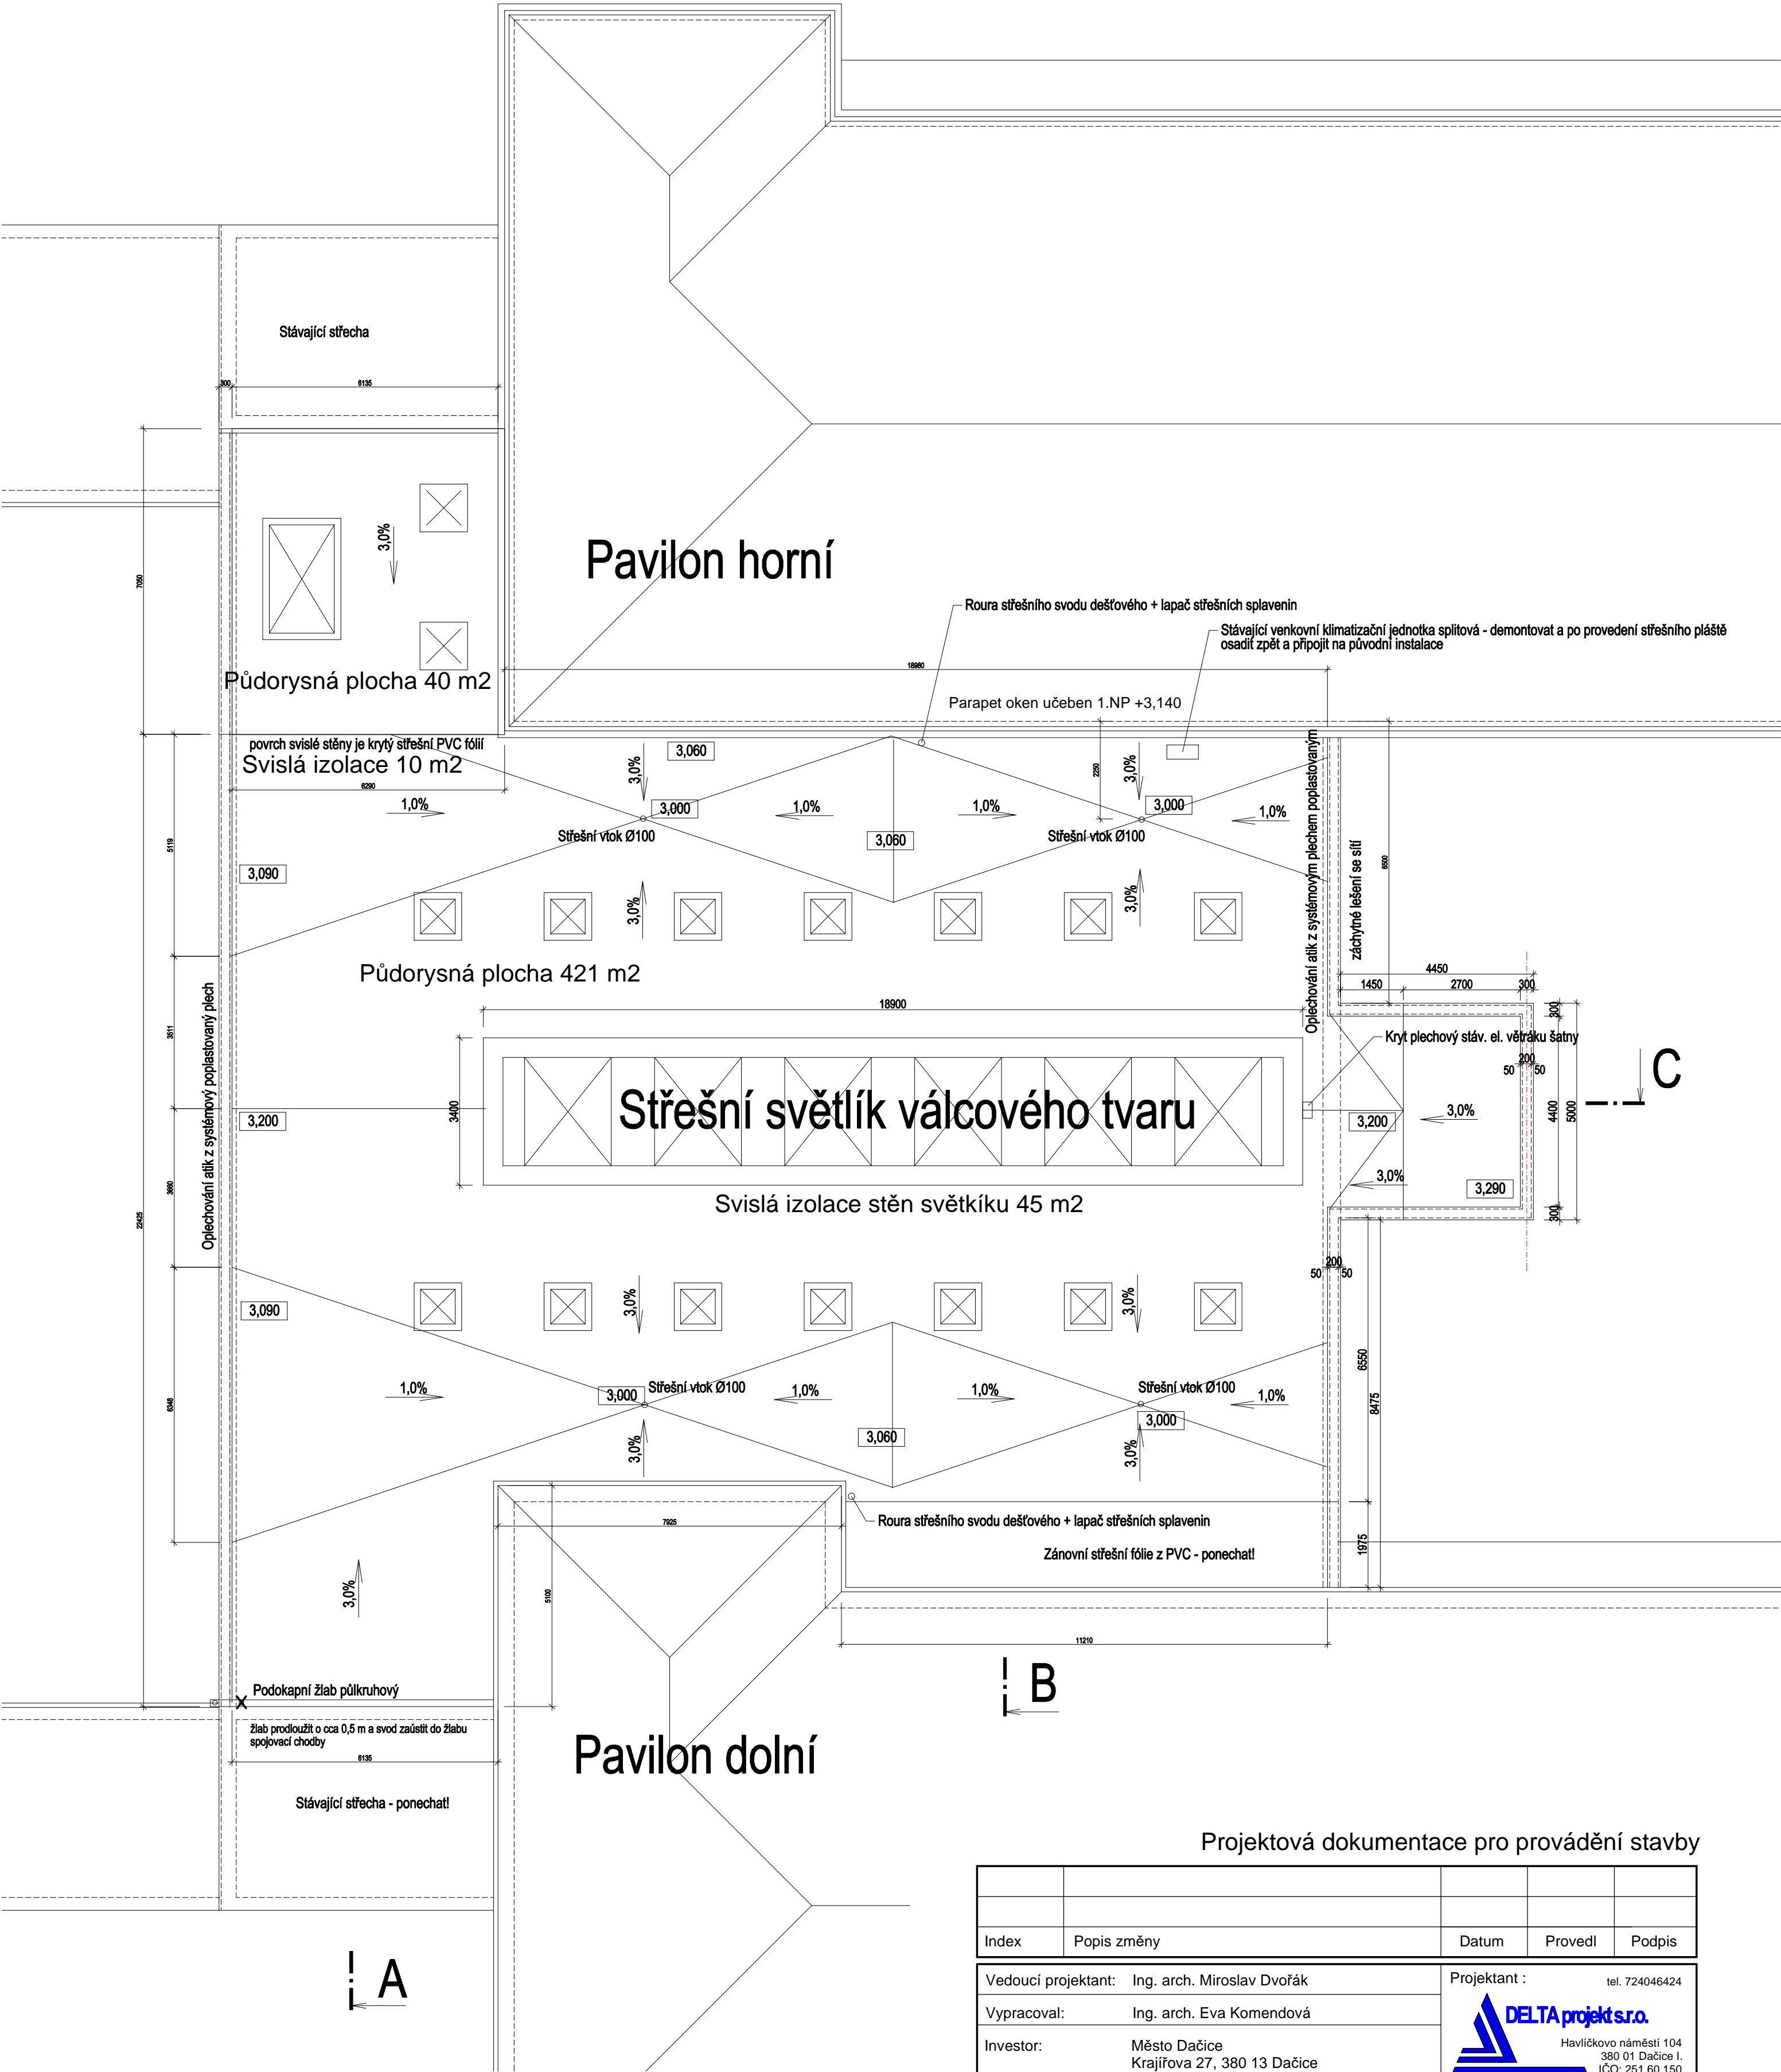 Stávající střecha
300
6135
7050
3,0%
Pavilon horní
Roura střešního svodu dešťového + lapač střešních splavenin
Stávající venkovní klimatizační jednotka splitová - demontovat a po provedení střešního pláště
osadit zpět a připojit na původní instalace
18980
Půdorysná plocha 40 m2
Parapet oken učeben 1.NP +3,140
povrch svislé stěny je krytý střešní PVC fólií
Svislá izolace 10 m2
6290
3,060
3,0%
2250
3,0%
1,0%
3,000
1,0%
1,0%
3,000
1,0%
Střešní vtok Ø100
3,060
Střešní vtok Ø100
5119
3,090
3,0%
3,0%
Oplechování atik z systémovým plechem poplastovaným
záchytné lešení se sítí
6500
Půdorysná plocha 421 m2
18900
4450
1450
2700
300
300
Kryt plechový stáv. el. větráku šatny
200
50
50
C
3511
Oplechování atik z systémový poplastovaný plech
3,200
3400
Střešní světlík válcového tvaru
3,200
3,0%
4400
5000
3,0%
3,290
300
Svislá izolace stěn světkíku 45 m2
3660
22425
200
50
50
3,090
3,0%
3,0%
6550
8475
1,0%
3,000
Střešní vtok Ø100
1,0%
1,0%
Střešní vtok Ø100
1,0%
3,000
3,060
6348
3,0%
3,0%
7925
Roura střešního svodu dešťového + lapač střešních splavenin
1975
Zánovní střešní fólie z PVC - ponechat!
3,0%
5100
11210
B
Podokapní žlab půlkruhový
žlab prodloužit o cca 0,5 m a svod zaústit do žlabu
spojovací chodby
6135
Pavilon dolní
Stávající střecha - ponechat!
A
Projektová dokumentace pro provádění stavby
Index
Popis změny
Datum
Provedl
Podpis
Vedoucí projektant: Ing. arch. Miroslav Dvořák
Projektant :
tel. 724046424
Vypracoval: Ing. arch. Eva Komendová
DELTA projekt s.r.o.
Investor: Město Dačice
Krajířova 27, 380 13 Dačice
Havlíčkovo náměstí 104
380 01 Dačice I.
IČO: 251 60 150